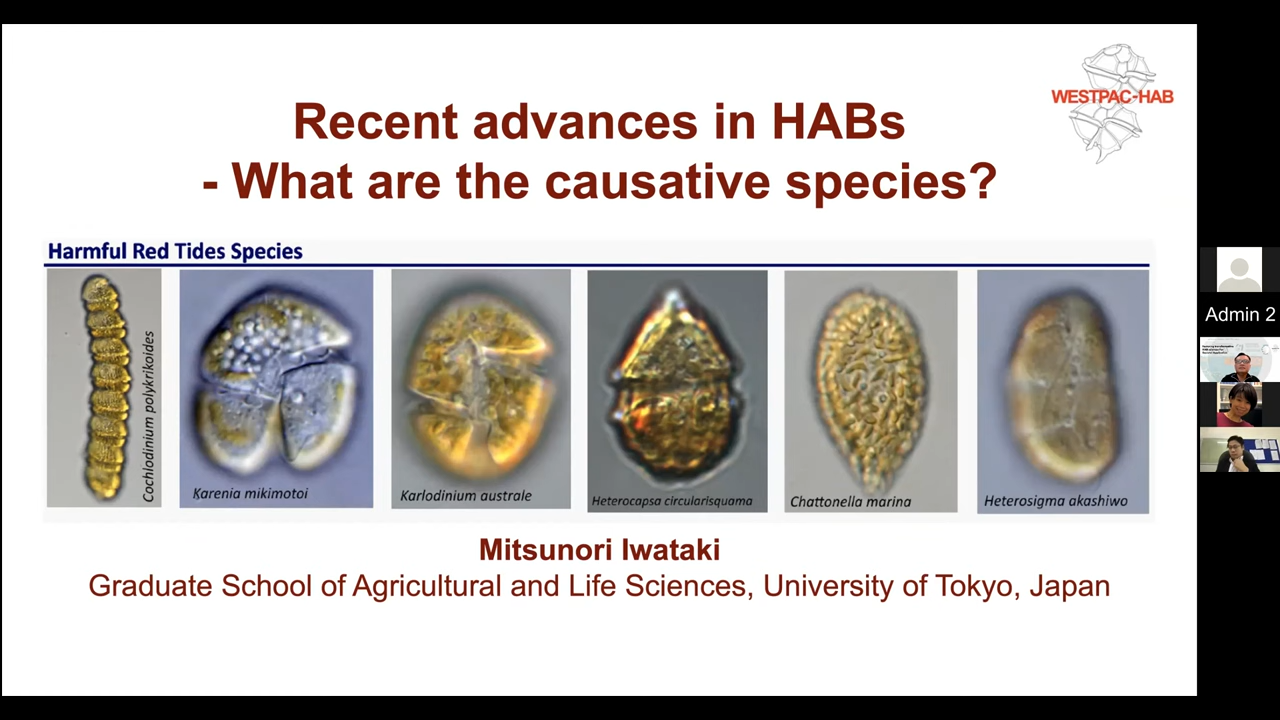 WESTPAC-HAB
Recent advances in HABs
- What are the causative species?
Harmful Red Tides Species
Cochlodinium polykrikoides
Karenia mikimotoi
Karlodinium australe
Heterocapsa circularisquama
Chattonella marina
Heterosigma akashiwo
Mitsunori Iwataki
Graduate School of Agricultural and Life Sciences, University of Tokyo, Japan
Admin 2